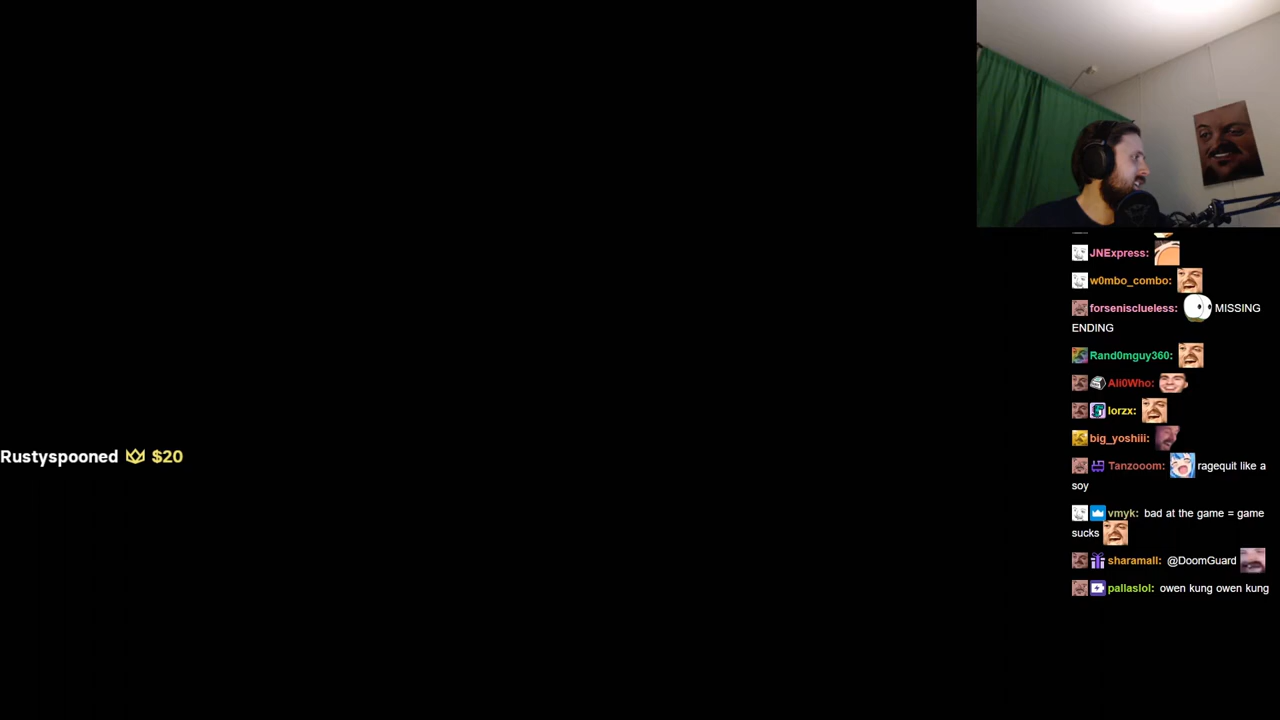 JNExpress:
w0mbo_combo:
forsenisclueless: MISSING
ENDING
Rand0mguy360:
Ali0Who:
lorzx:
big_yoshiii:
Rustyspooned $20
Tanzooom: ragequit like a
soy
vmyk: bad at the game = game
sucks
sharamall: @DoomGuard
pallaslol: owen kung owen kung